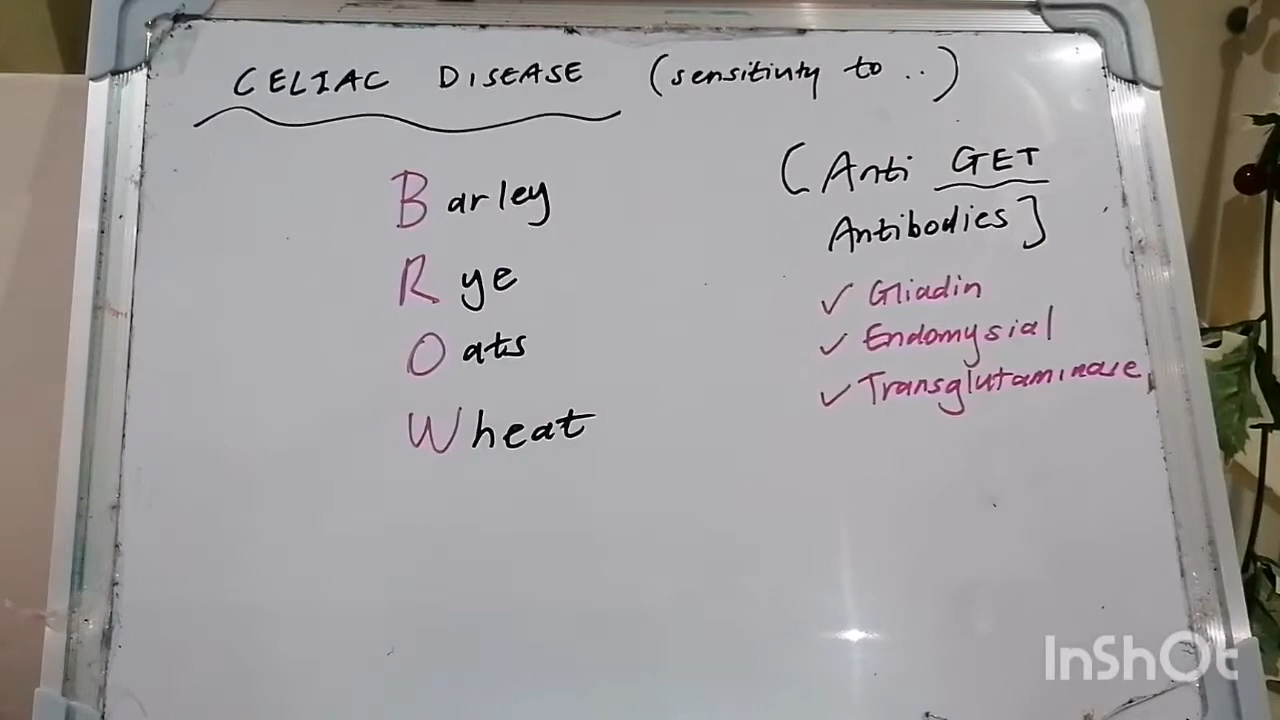 CELIAC DISEASE (sensitivity to ..)
Barley
Rye
Oats
Wheat
(Anti GET
Antibodies]
✓ Gliadin
✓ Endomysial
✓ Transglutaminase
InShOt